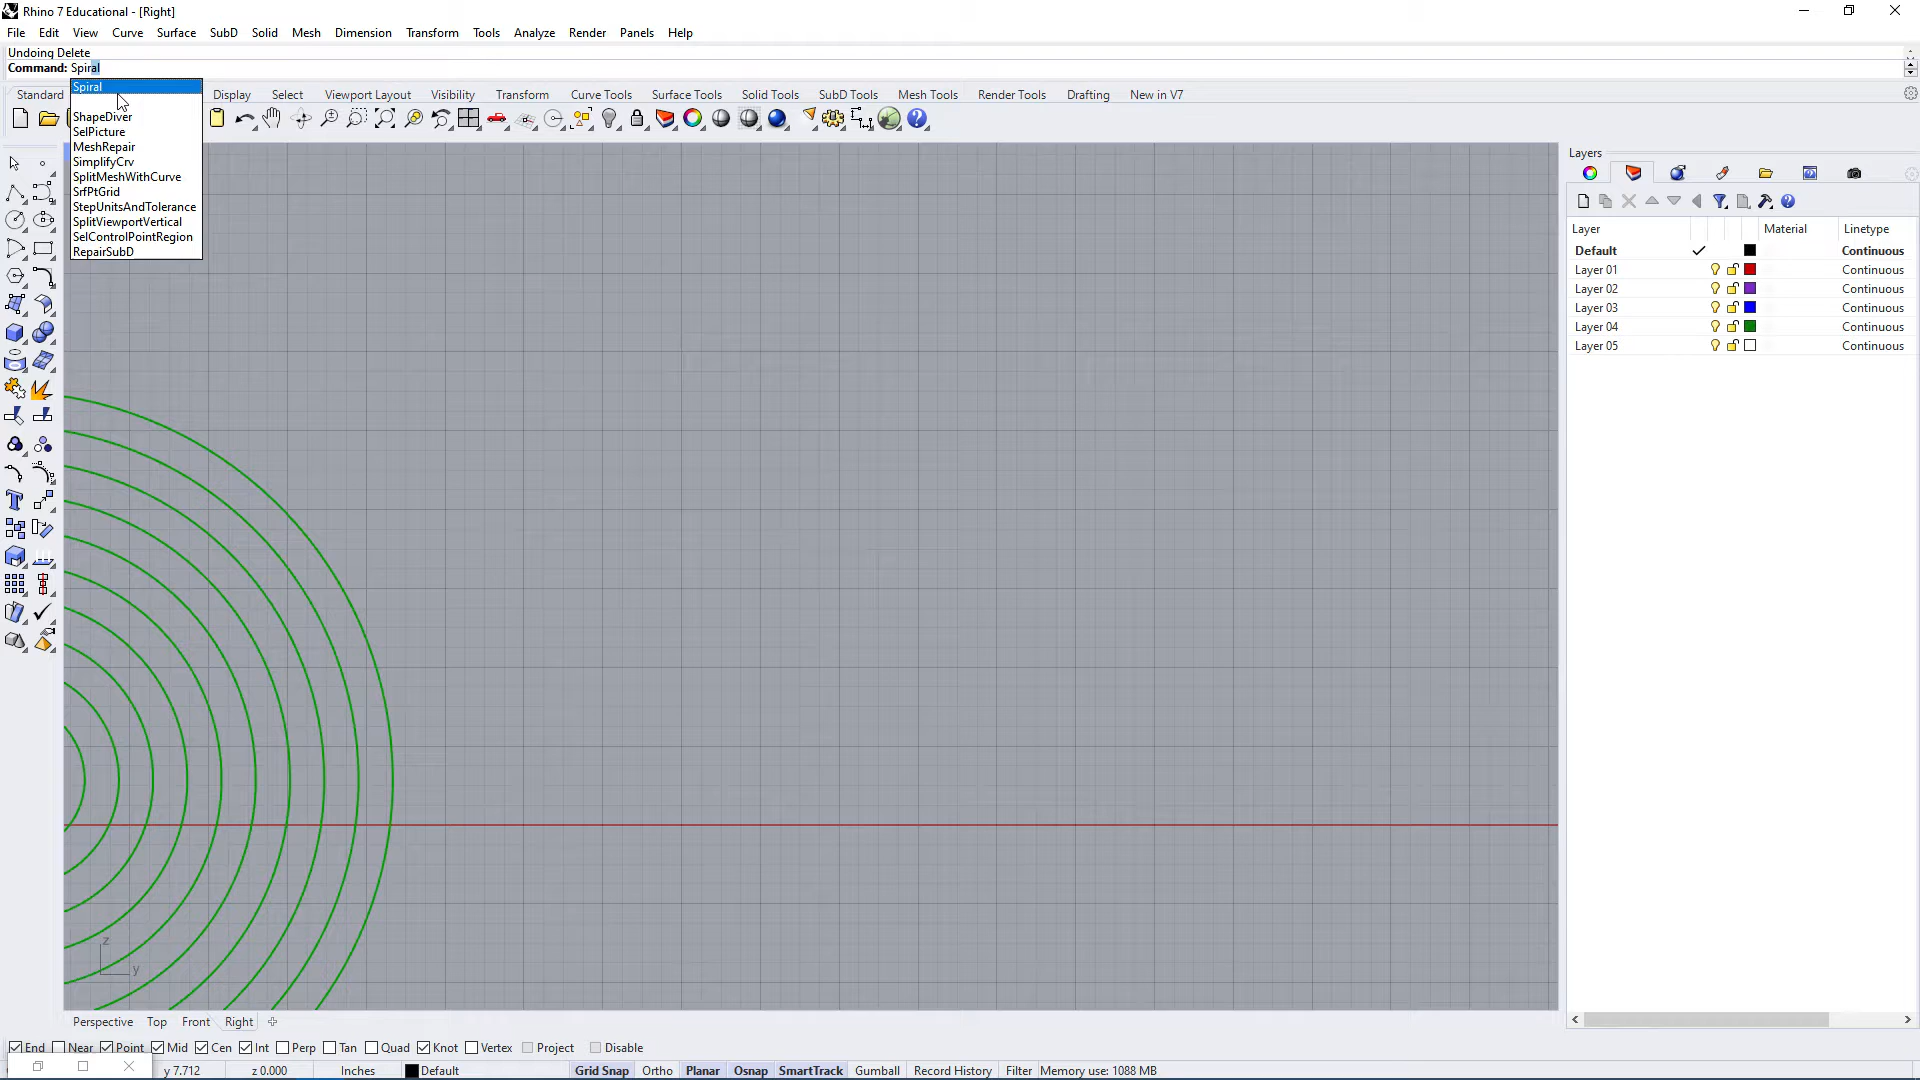 Rhino 7 Educational - [Right]
File Edit View Curve Surface SubD Solid Mesh Dimension Transform Tools Analyze Render Panels Help
Undoing Delete
Command: Spiral
Spiral
ShapeDiver
SelPicture
MeshRepair
SimplifyCrv
SplitMeshWithCurve
SrfPtGrid
StepUnitsAndTolerance
SplitViewportVertical
SelControlPointRegion
RepairSubD
Standard Display Select Viewport Layout Visibility Transform Curve Tools Surface Tools Solid Tools SubD Tools Mesh Tools Render Tools Drafting New in V7
Layers
Layer Material Linetype
Default Continuous
Layer 01 Continuous
Layer 02 Continuous
Layer 03 Continuous
Layer 04 Continuous
Layer 05 Continuous
z
y
Perspective Top Front Right
End Near Point Mid Cen Int Perp Tan Quad Knot Vertex Project Disable
y 7.712 z 0.000 Inches Default Grid Snap Ortho Planar Osnap SmartTrack Gumball Record History Filter Memory use: 1088 MB